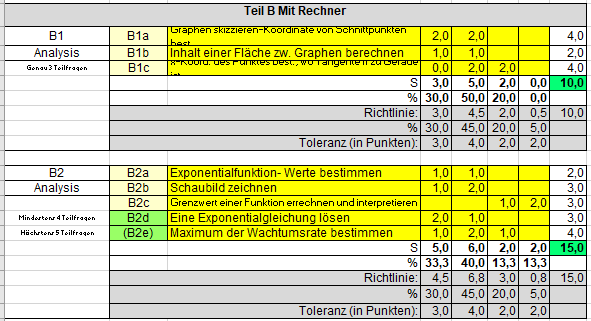 Teil B Mit Rechner
B1 B1a Graphen skizzieren-Koordinate von Schnittpunkten best. 2,0 2,0 4,0
Analysis B1b Inhalt einer Fläche zw. Graphen berechnen 1,0 1,0 2,0
Genau 3 Teilfragen B1c x-Koord. des Punktes best., wo Tangente n zu Gerade ist 0,0 2,0 2,0 4,0
S 3,0 5,0 2,0 0,0 10,0
% 30,0 50,0 20,0 0,0
Richtlinie: 3,0 4,5 2,0 0,5 10,0
% 30,0 45,0 20,0 5,0
Toleranz (in Punkten): 3,0 4,0 2,0 2,0
B2 B2a Exponentialfunktion- Werte bestimmen 1,0 1,0 2,0
Analysis B2b Schaubild zeichnen 1,0 2,0 3,0
B2c Grenzwert einer Funktion errechnen und interpretieren 1,0 2,0 3,0
Mindestens 4 Teilfragen B2d Eine Exponentialgleichung lösen 2,0 1,0 3,0
Höchstens 5 Teilfragen (B2e) Maximum der Wachtumsrate bestimmen 1,0 2,0 1,0 4,0
S 5,0 6,0 2,0 2,0 15,0
% 33,3 40,0 13,3 13,3
Richtlinie: 4,5 6,8 3,0 0,8 15,0
% 30,0 45,0 20,0 5,0
Toleranz (in Punkten): 3,0 4,0 2,0 2,0